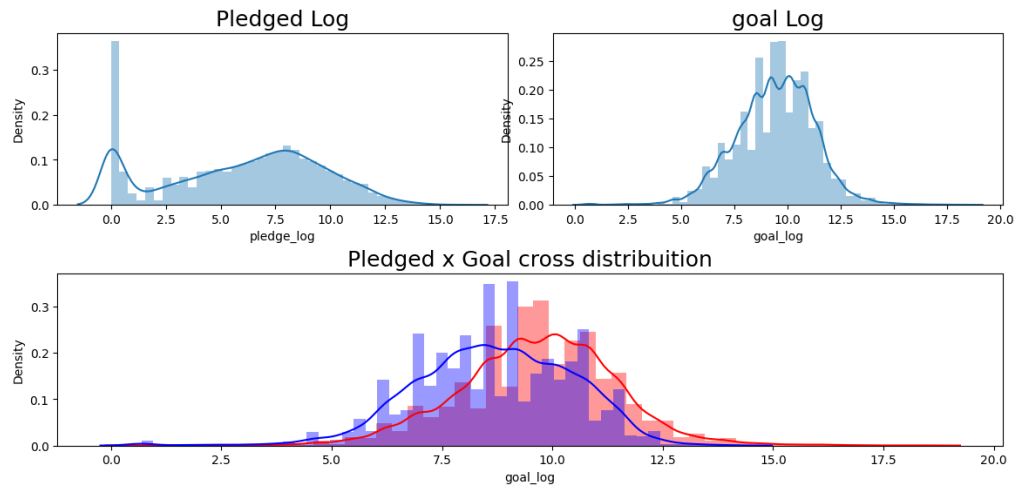 Pledged Log
0.3
0.2
0.1
0.0
Density
0.0 2.5 5.0 7.5 10.0 12.5 15.0 17.5
pledge_log
goal Log
0.25
0.20
0.15
0.10
0.05
0.00
Density
0.0 2.5 5.0 7.5 10.0 12.5 15.0 17.5 20.0
goal_log
Pledged x Goal cross distribuition
0.3
0.2
0.1
0.0
Density
0.0 2.5 5.0 7.5 10.0 12.5 15.0 17.5 20.0
goal_log